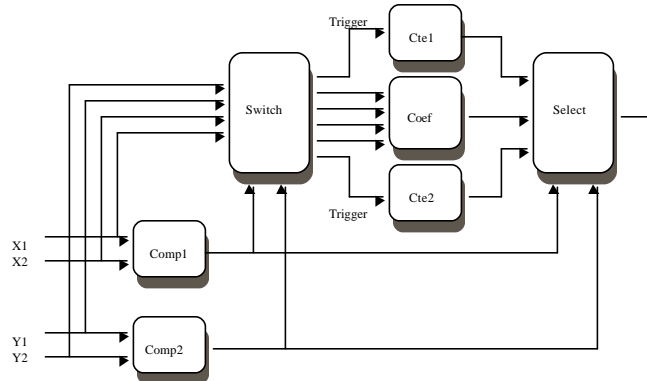 Trigger
Cte1
Switch
Coef
Select
Cte2
Trigger
X1
X2
Comp1
Y1
Y2
Comp2